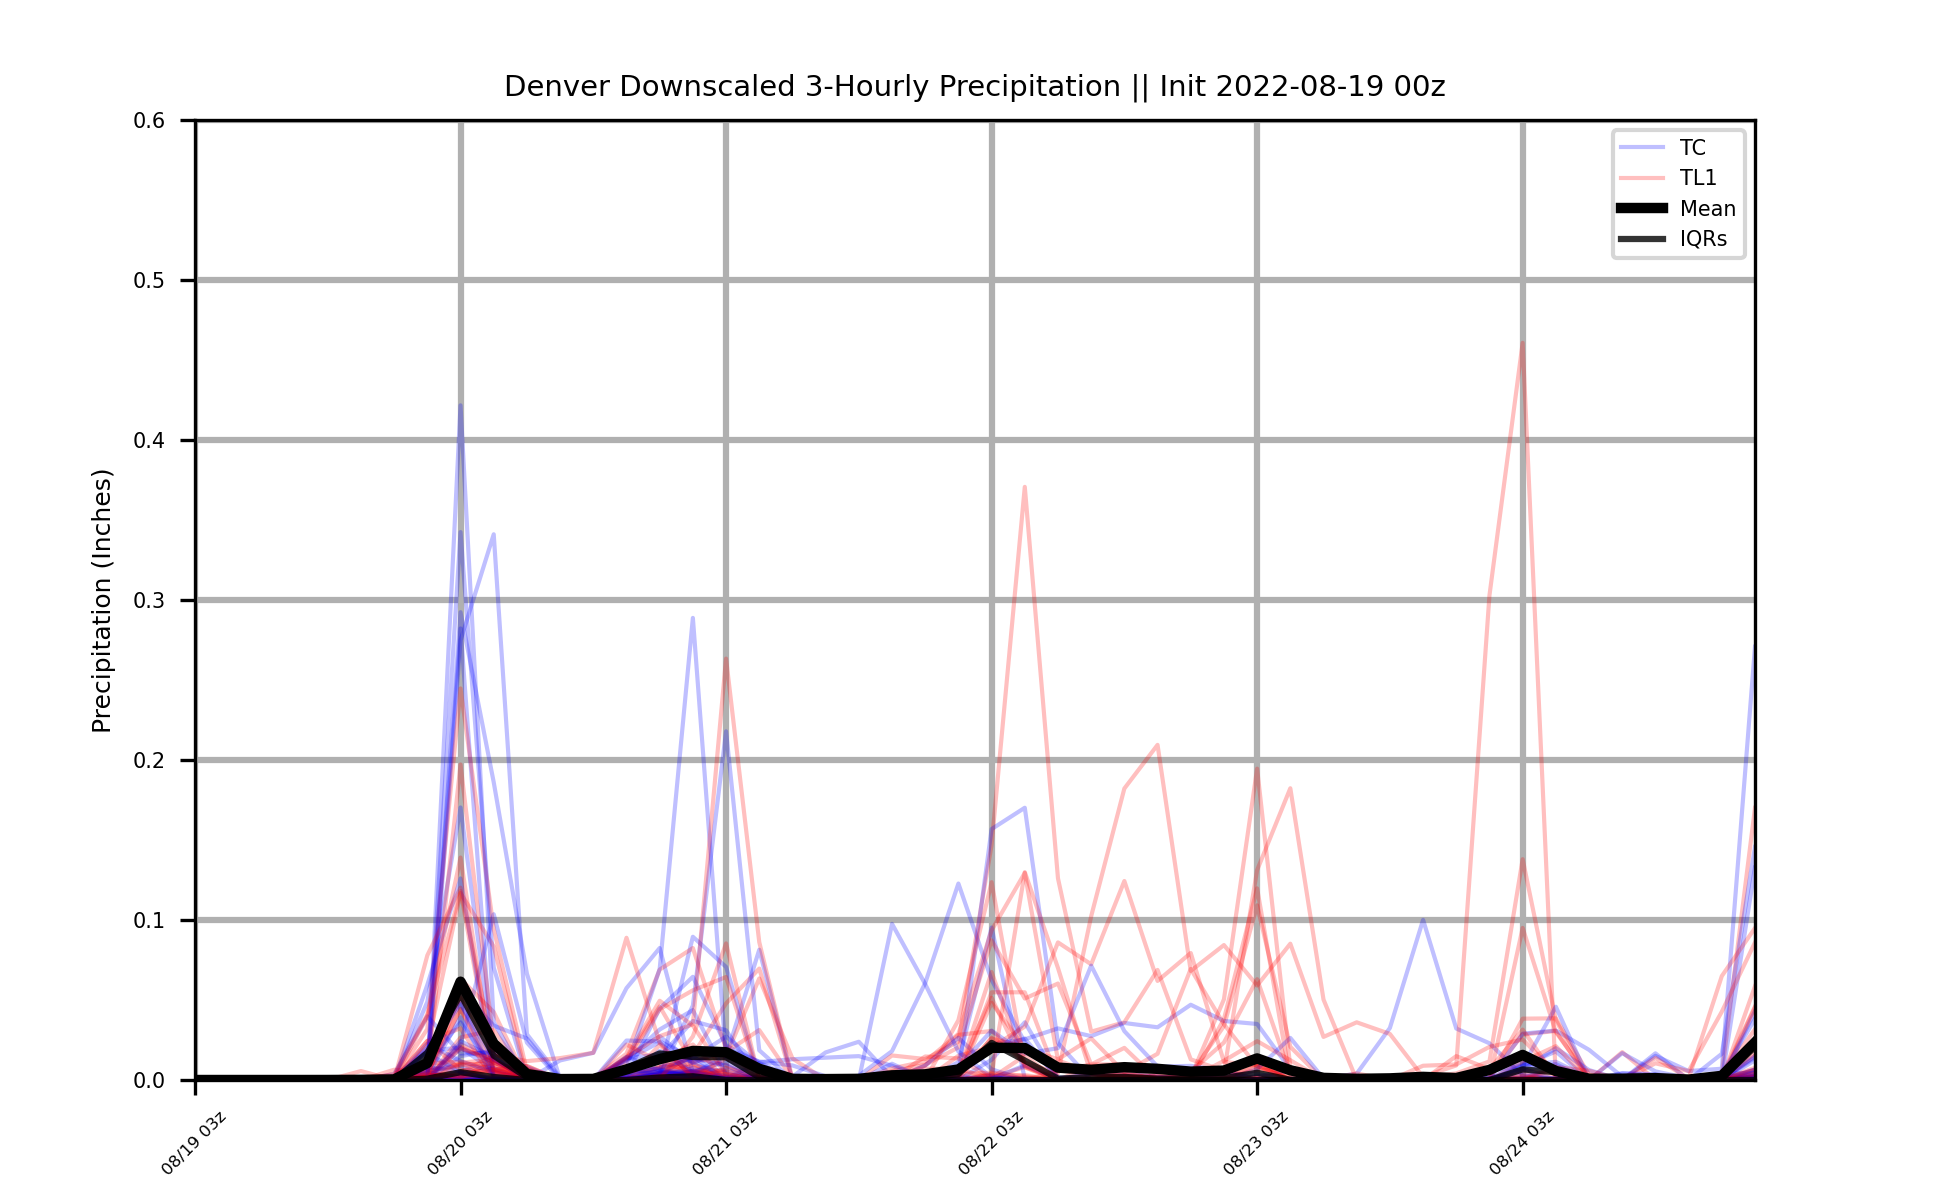 Denver Downscaled 3-Hourly Precipitation || Init 2022-08-19 00z
TC
TL1
Mean
IQRs
Precipitation (Inches)
0.6
0.5
0.4
0.3
0.2
0.1
0.0
08/19 03z
08/20 03z
08/21 03z
08/22 03z
08/23 03z
08/24 03z